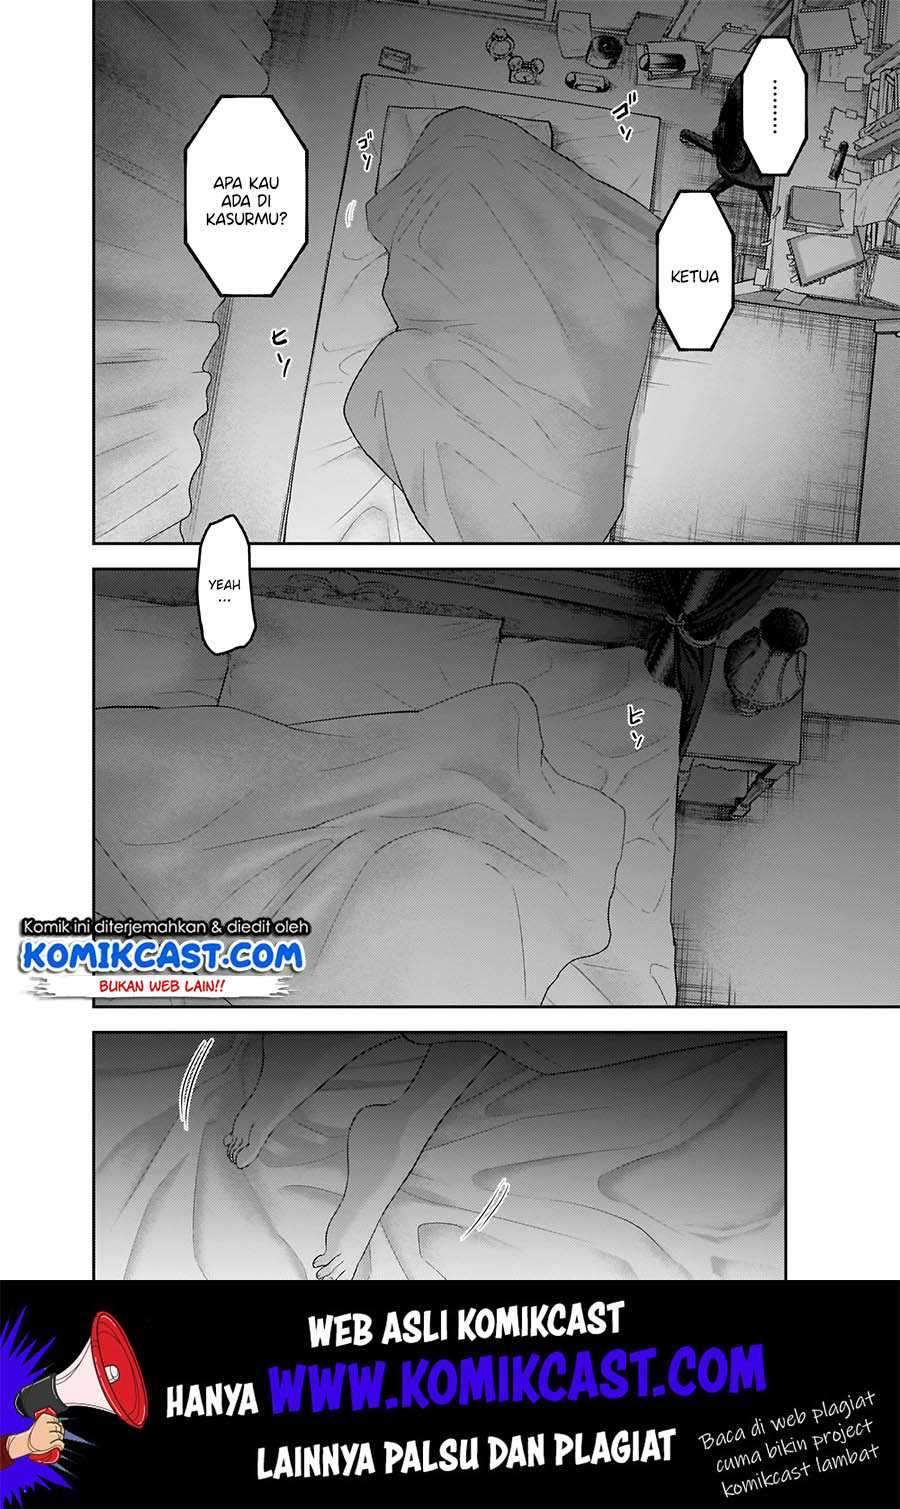 .........
KETUA
APA KAU
ADA DI
KASURMU?
ゴソ
ゴソ
ヒソ
YEAH
...
ヒソ
Komik ini diterjemahkan & diedit oleh
KOMIKCAST.COM
BUKAN WEB LAIN!!
WEB ASLI KOMIKCAST
HANYA WWW.KOMIKCAST.COM
LAINNYA PALSU DAN PLAGIAT
Baca di web plagiat
cuma bikin project
komikcast lambat